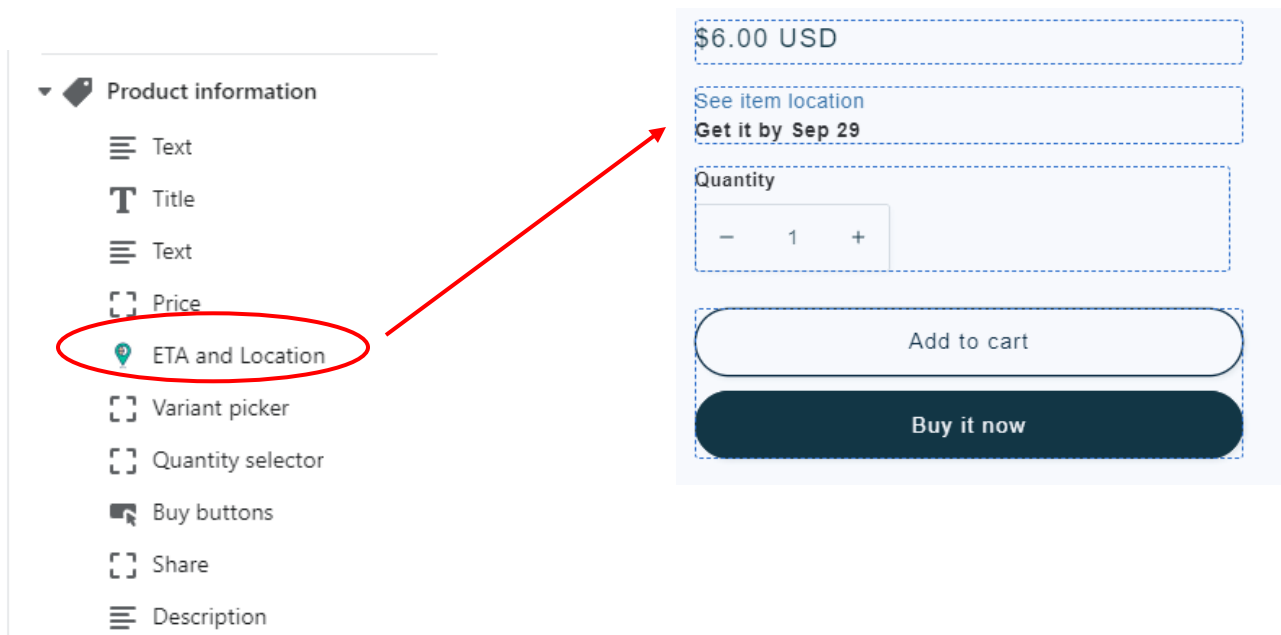 Product information
Text
Title
Text
Price
ETA and Location
Variant picker
Quantity selector
Buy buttons
Share
Description
$6.00 USD
See item location
Get it by Sep 29
Quantity
− 1 +
Add to cart
Buy it now